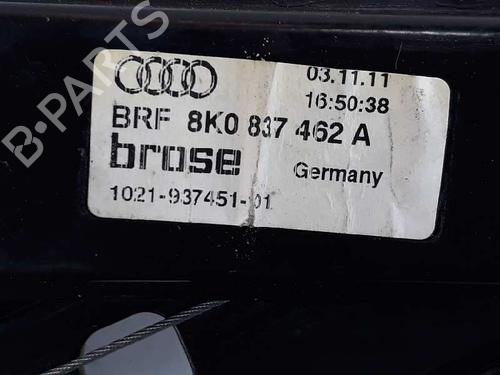 03.11.11
16:50:38
BRF 8K0 837 462 A
brose
Germany
1021-937451-01
B-PARTS